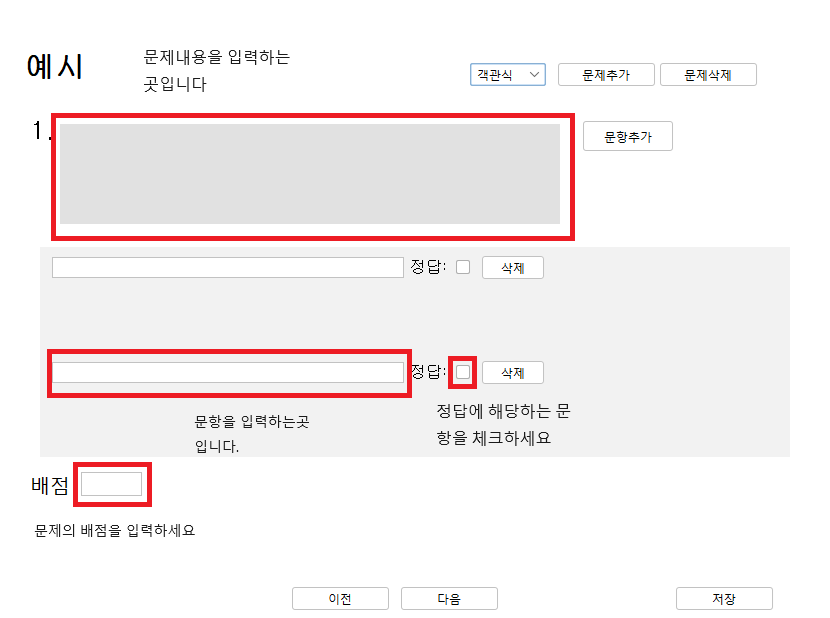 예시
문제내용을 입력하는
곳입니다
객관식
문제추가
문제삭제
1.
문항추가
정답:
삭제
정답:
삭제
문항을 입력하는곳
입니다.
정답에 해당하는 문
항을 체크하세요
배점
문제의 배점을 입력하세요
이전
다음
저장